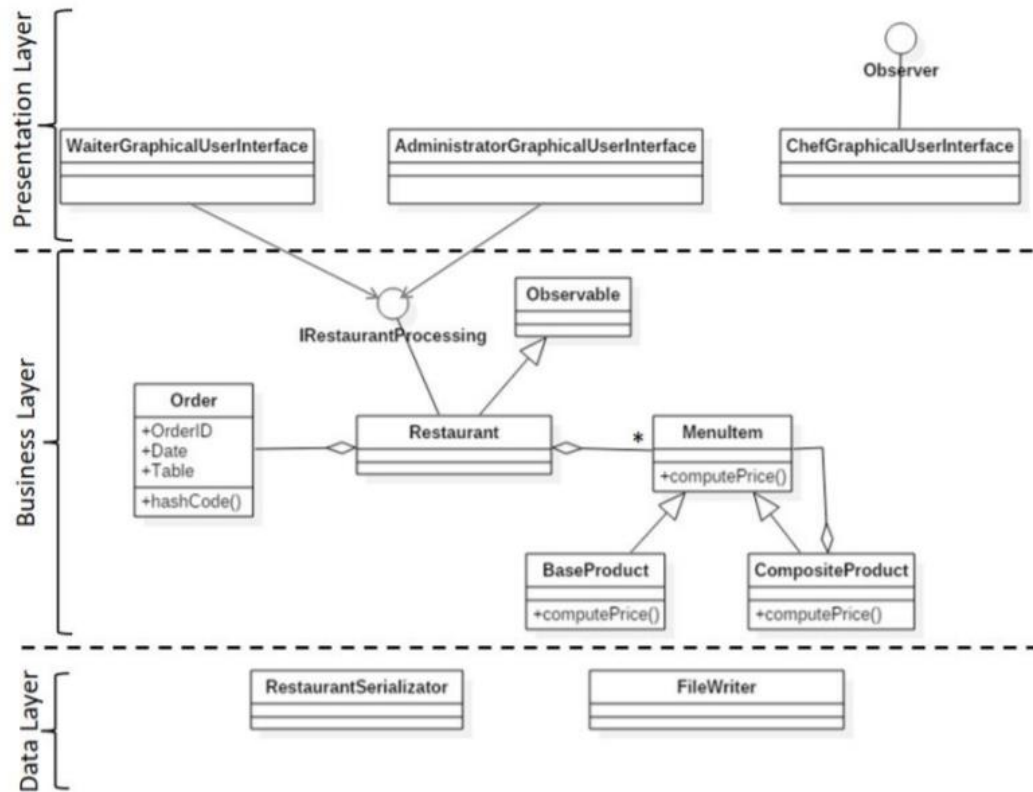 Presentation Layer
Observer
WaiterGraphicalUserInterface
AdministratorGraphicalUserInterface
ChefGraphicalUserInterface
Business Layer
Observable
IRestaurantProcessing
Order
+OrderID
+Date
+Table
+hashCode()
Restaurant
*
MenuItem
+computePrice()
BaseProduct
+computePrice()
CompositeProduct
+computePrice()
Data Layer
RestaurantSerializator
FileWriter